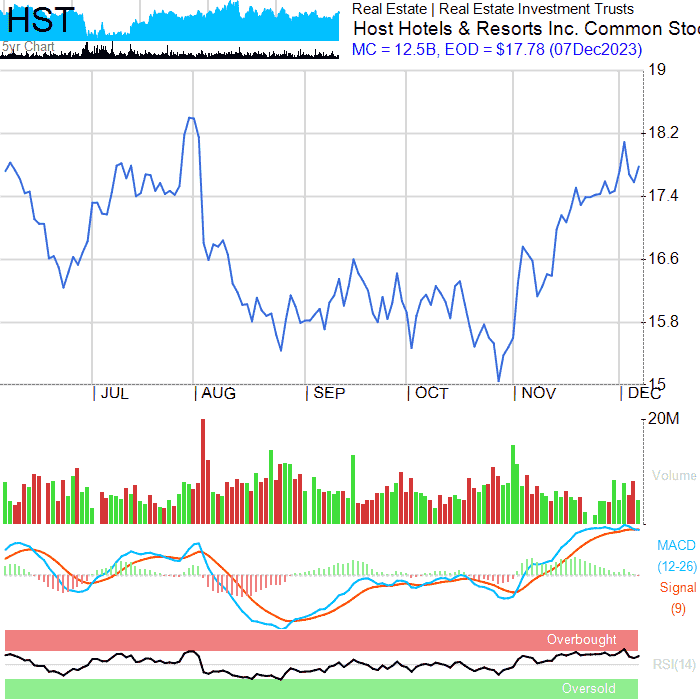 HST
5yr Chart
Real Estate | Real Estate Investment Trusts
Host Hotels & Resorts Inc. Common Stoc
MC = 12.5B, EOD = $17.78 (07Dec2023)
19
18.2
17.4
16.6
15.8
15
JUL AUG SEP OCT NOV DEC
20M
Volume
MACD
(12-26)
Signal
(9)
Overbought
RSI(14)
Oversold